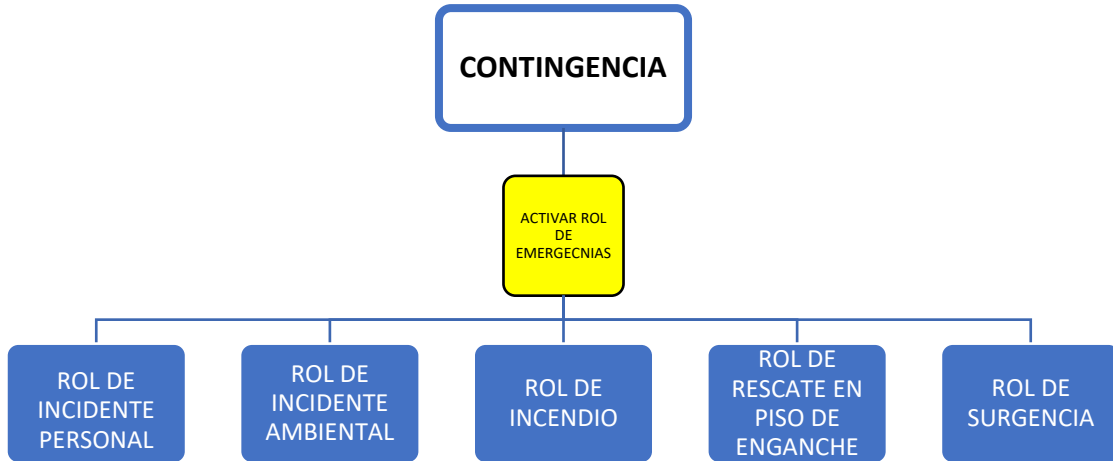 CONTINGENCIA
ACTIVAR ROL
DE
EMERGECNIAS
ROL DE
INCIDENTE
PERSONAL
ROL DE
INCIDENTE
AMBIENTAL
ROL DE
INCENDIO
ROL DE
RESCATE EN
PISO DE
ENGANCHE
ROL DE
SURGENCIA